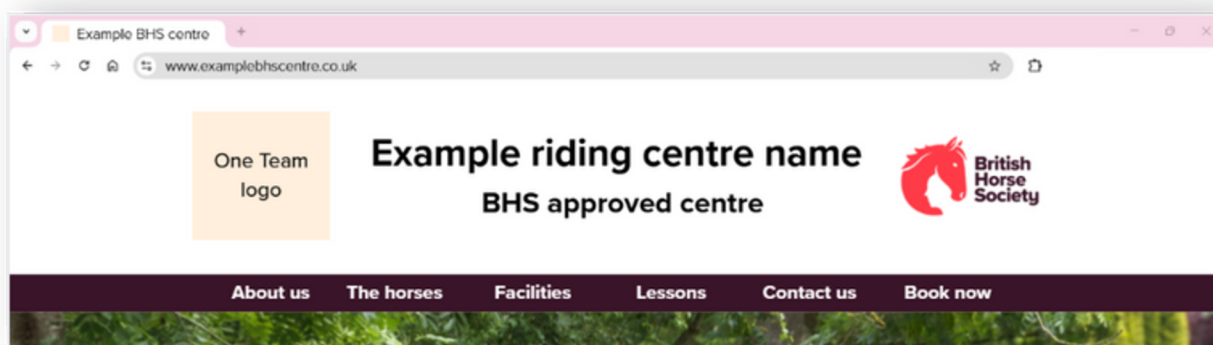 Example BHS centre
www.examplebhscentre.co.uk
One Team
logo
Example riding centre name
BHS approved centre
British
Horse
Society
About us The horses Facilities Lessons Contact us Book now